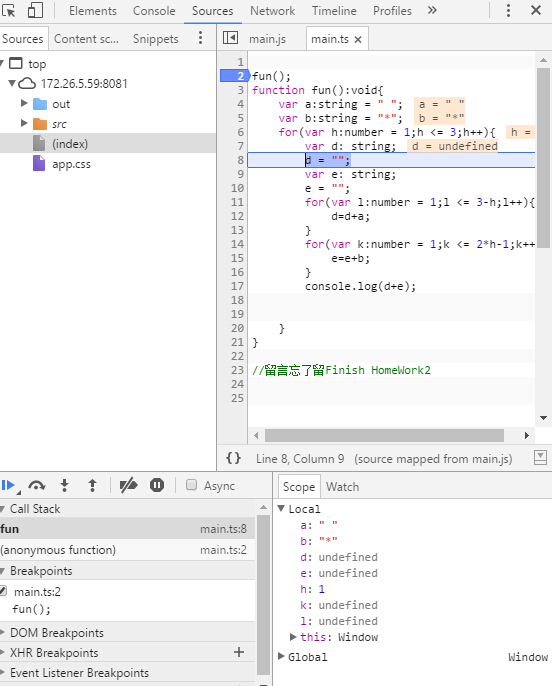 Elements Console Sources Network Timeline Profiles »
Sources Content sc... Snippets
main.js main.ts ×
top
172.26.5.59:8081
out
src
(index)
app.css
1
2 fun();
3 function fun():void{
4 var a:string = " "; a = " "
5 var b:string = "*"; b = "*"
6 for(var h:number = 1;h <= 3;h++){ h =
7 var d: string; d = undefined
8 d = "";
9 var e: string;
10 e = "";
11 for(var l:number = 1;l <= 3-h;l++){
12 d=d+a;
13 }
14 for(var k:number = 1;k <= 2*h-1;k++
15 e=e+b;
16 }
17 console.log(d+e);
18
19
20 }
21 }
22
23 //留言忘了留Finish HomeWork2
24
25
{} Line 8, Column 9 (source mapped from main.js)
Async
Call Stack
fun main.ts:8
(anonymous function) main.ts:2
Breakpoints
main.ts:2
fun();
DOM Breakpoints
XHR Breakpoints +
Event Listener Breakpoints
Scope Watch
Local
a: " "
b: "*"
d: undefined
e: undefined
h: 1
k: undefined
l: undefined
this: Window
Global Window